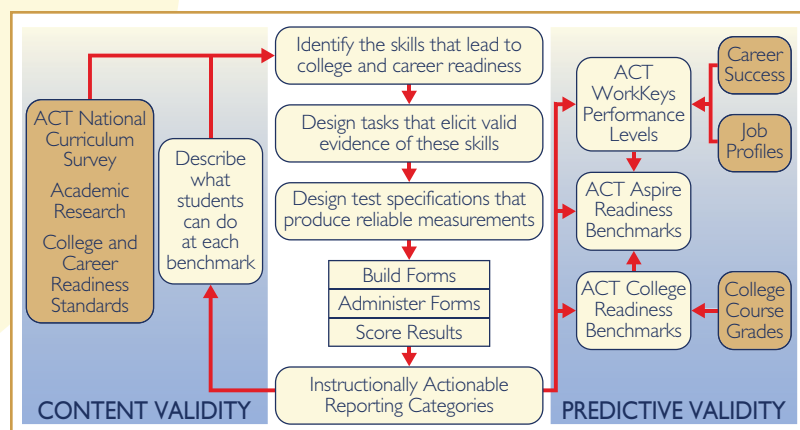 ACT National
Curriculum
Survey
Academic
Research
College and
Career
Readiness
Standards
Describe
what
students
can do
at each
benchmark
CONTENT VALIDITY
Identify the skills that lead to
college and career readiness
Design tasks that elicit valid
evidence of these skills
Design test specifications that
produce reliable measurements
Build Forms
Administer Forms
Score Results
Instructionally Actionable
Reporting Categories
ACT
WorkKeys
Performance
Levels
ACT Aspire
Readiness
Benchmarks
ACT College
Readiness
Benchmarks
Career
Success
Job
Profiles
College
Course
Grades
PREDICTIVE VALIDITY